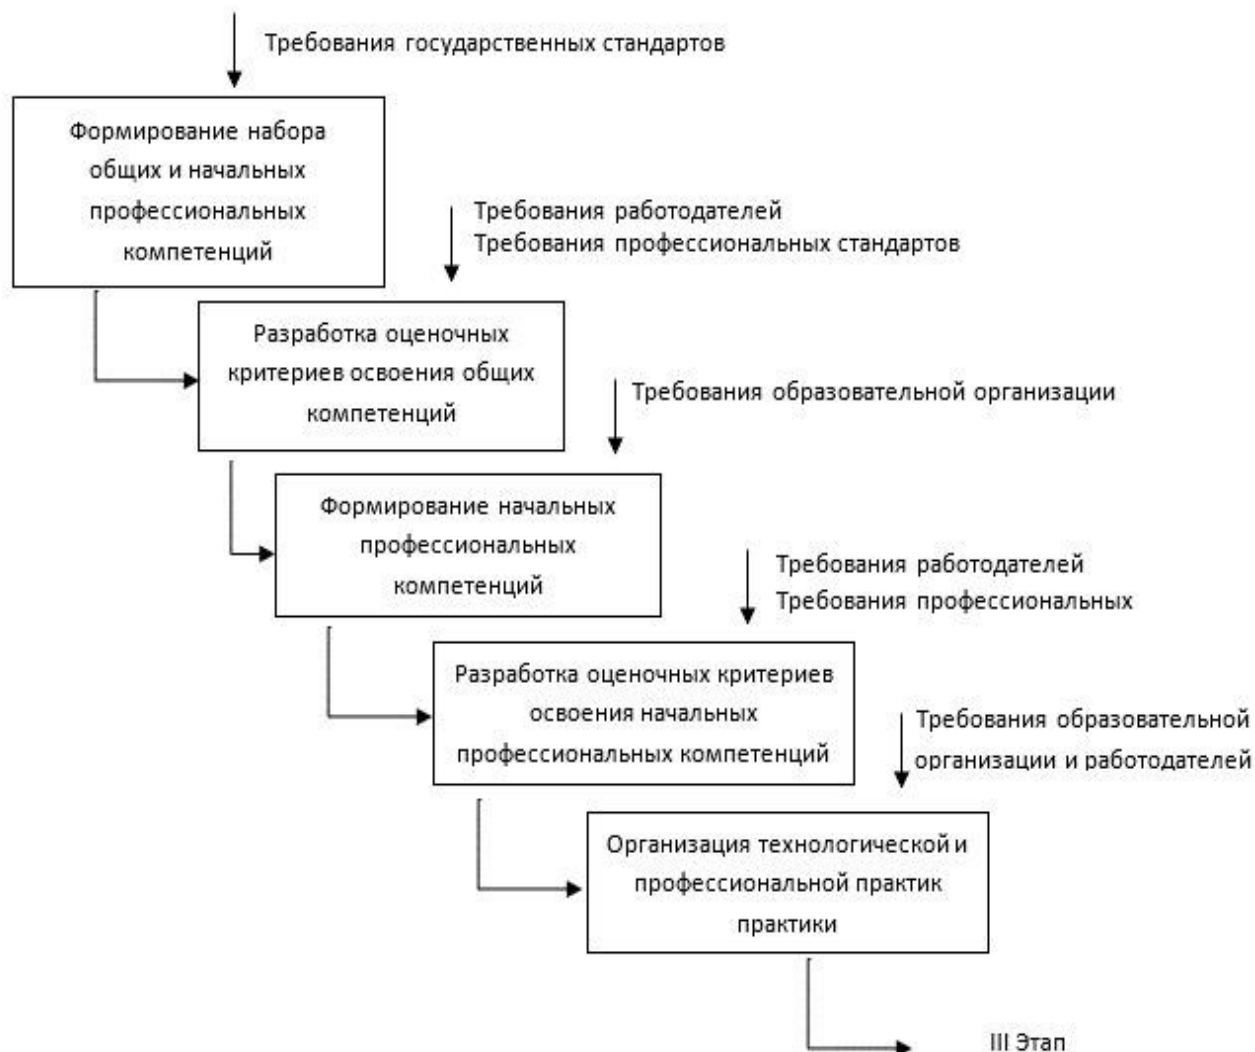 Требования государственных стандартов
Формирование набора
общих и начальных
профессиональных
компетенций
Требования работодателей
Требования профессиональных стандартов
Разработка оценочных
критериев освоения общих
компетенций
Требования образовательной организации
Формирование начальных
профессиональных
компетенций
Требования работодателей
Требования профессиональных
Разработка оценочных критериев
освоения начальных
профессиональных компетенций
Требования образовательной
организации и работодателей
Организация технологической и
профессиональной практик
практики
III Этап